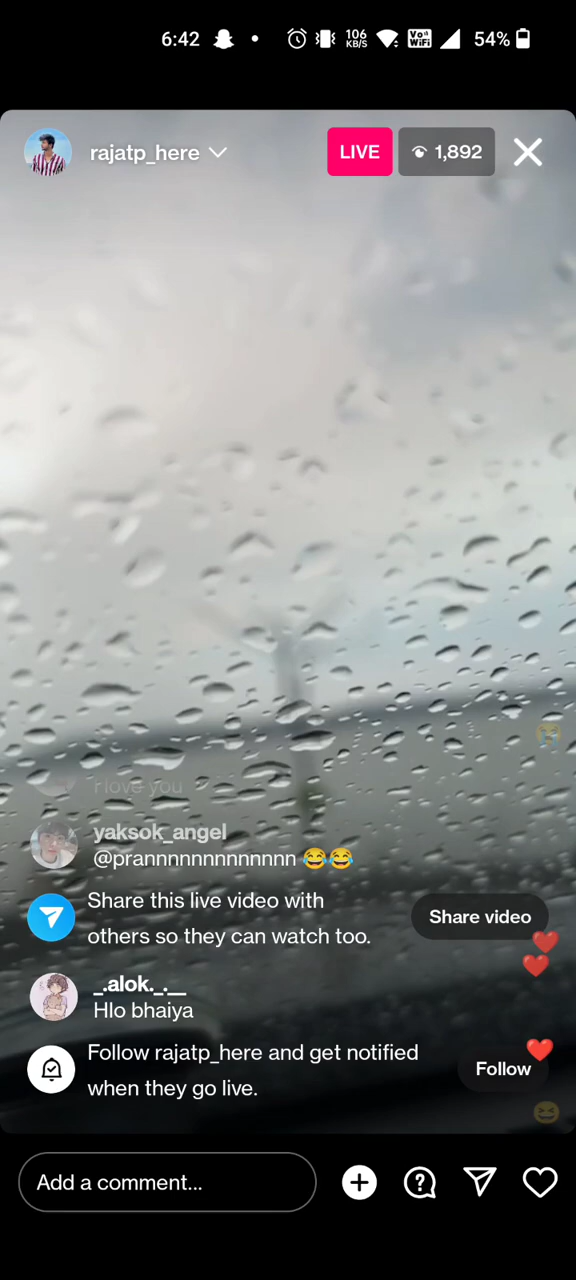 6:42
106
KB/S
Vo
WiFi
54%
rajatp_here
LIVE
1,892
I love you
yaksok_angel
@prannnnnnnnnnnnnn 😂😂
Share this live video with
others so they can watch too.
Share video
_.alok._.__
Hlo bhaiya
Follow rajatp_here and get notified
when they go live.
Follow
Add a comment...